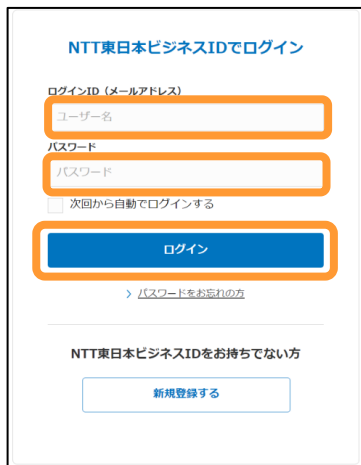 NTT東日本ビジネスIDでログイン
ログインID（メールアドレス）
ユーザー名
パスワード
パスワード
次回から自動でログインする
ログイン
> パスワードをお忘れの方
NTT東日本ビジネスIDをお持ちでない方
新規登録する